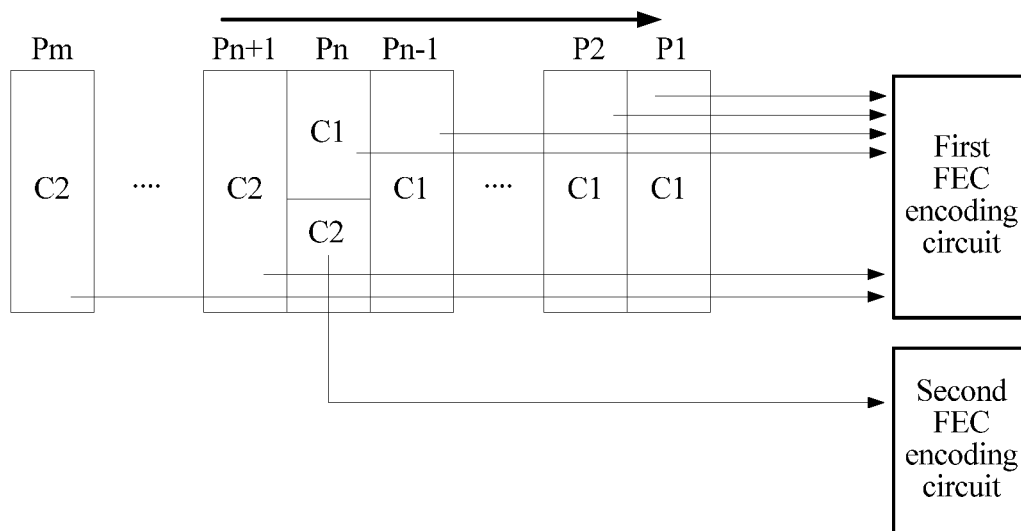 Pm Pn+1 Pn Pn-1 P2 P1
C1
C2 .... C2 C1 .... C1 C1
C2
First
FEC
encoding
circuit
Second
FEC
encoding
circuit